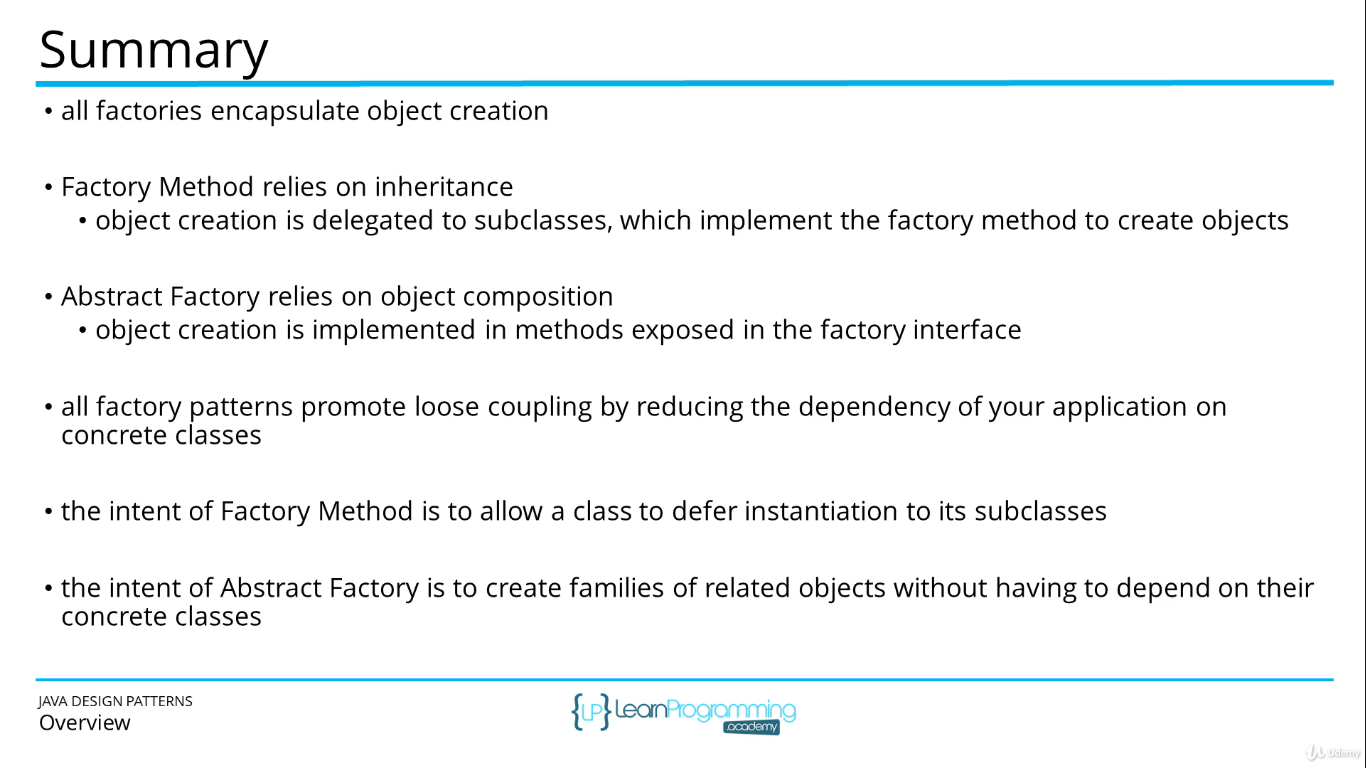 Summary
• all factories encapsulate object creation
• Factory Method relies on inheritance
• object creation is delegated to subclasses, which implement the factory method to create objects
• Abstract Factory relies on object composition
• object creation is implemented in methods exposed in the factory interface
• all factory patterns promote loose coupling by reducing the dependency of your application on
concrete classes
• the intent of Factory Method is to allow a class to defer instantiation to its subclasses
• the intent of Abstract Factory is to create families of related objects without having to depend on their
concrete classes
JAVA DESIGN PATTERNS
Overview
{LP} LearnProgramming
.academy
Udemy